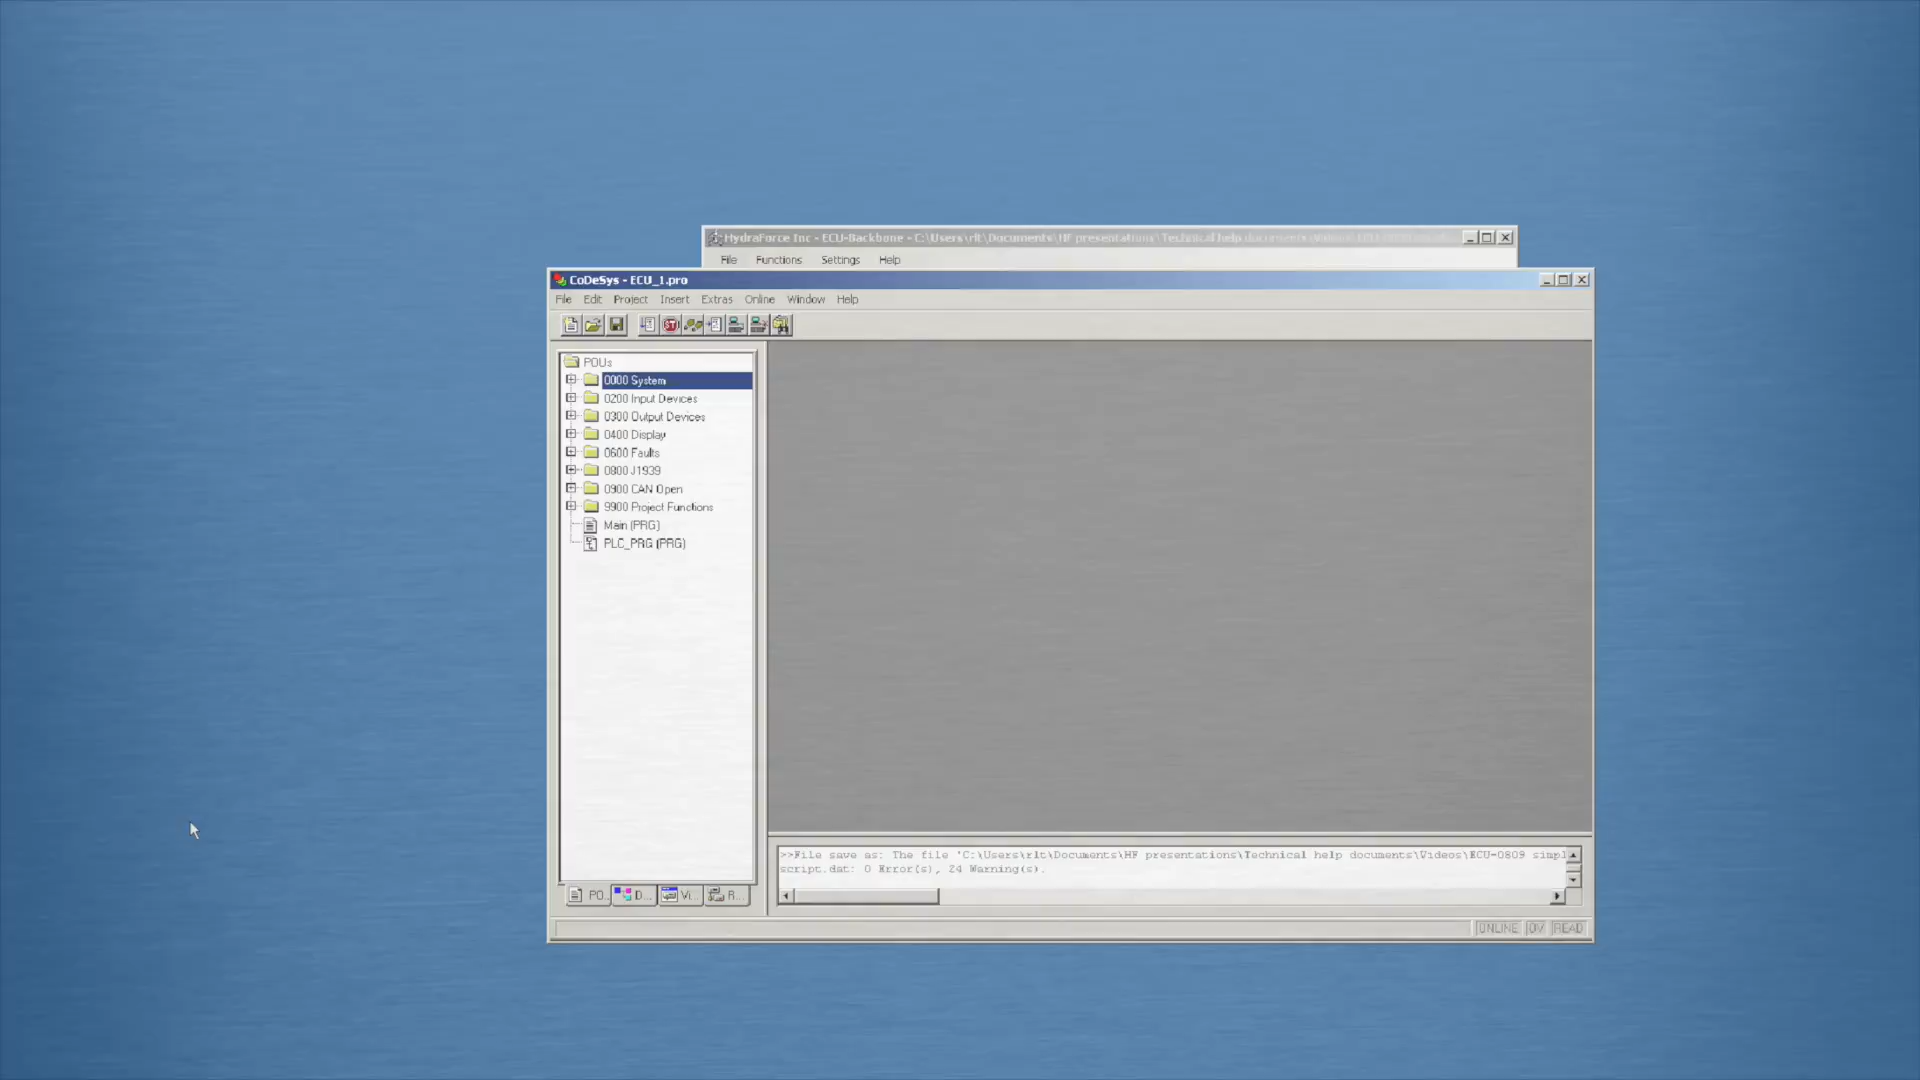 HydraForce Inc - ECU-Backbone - C:\Users\rlt\Documents\HF presentations\Technical help documents\Videos\
File Functions Settings Help
CoDeSys - ECU_1.pro
File Edit Project Insert Extras Online Window Help
POUs
0000 System
0200 Input Devices
0300 Output Devices
0400 Display
0600 Faults
0800 J1939
0900 CAN Open
9900 Project Functions
Main (PRG)
PLC_PRG (PRG)
>>File save as: The file 'C:\Users\rlt\Documents\HF presentations\Technical help documents\Videos\ECU-0809 simpl
script.dat: 0 Error(s), 24 Warning(s).
PO.. D... Vi... R...
ONLINE OV READ